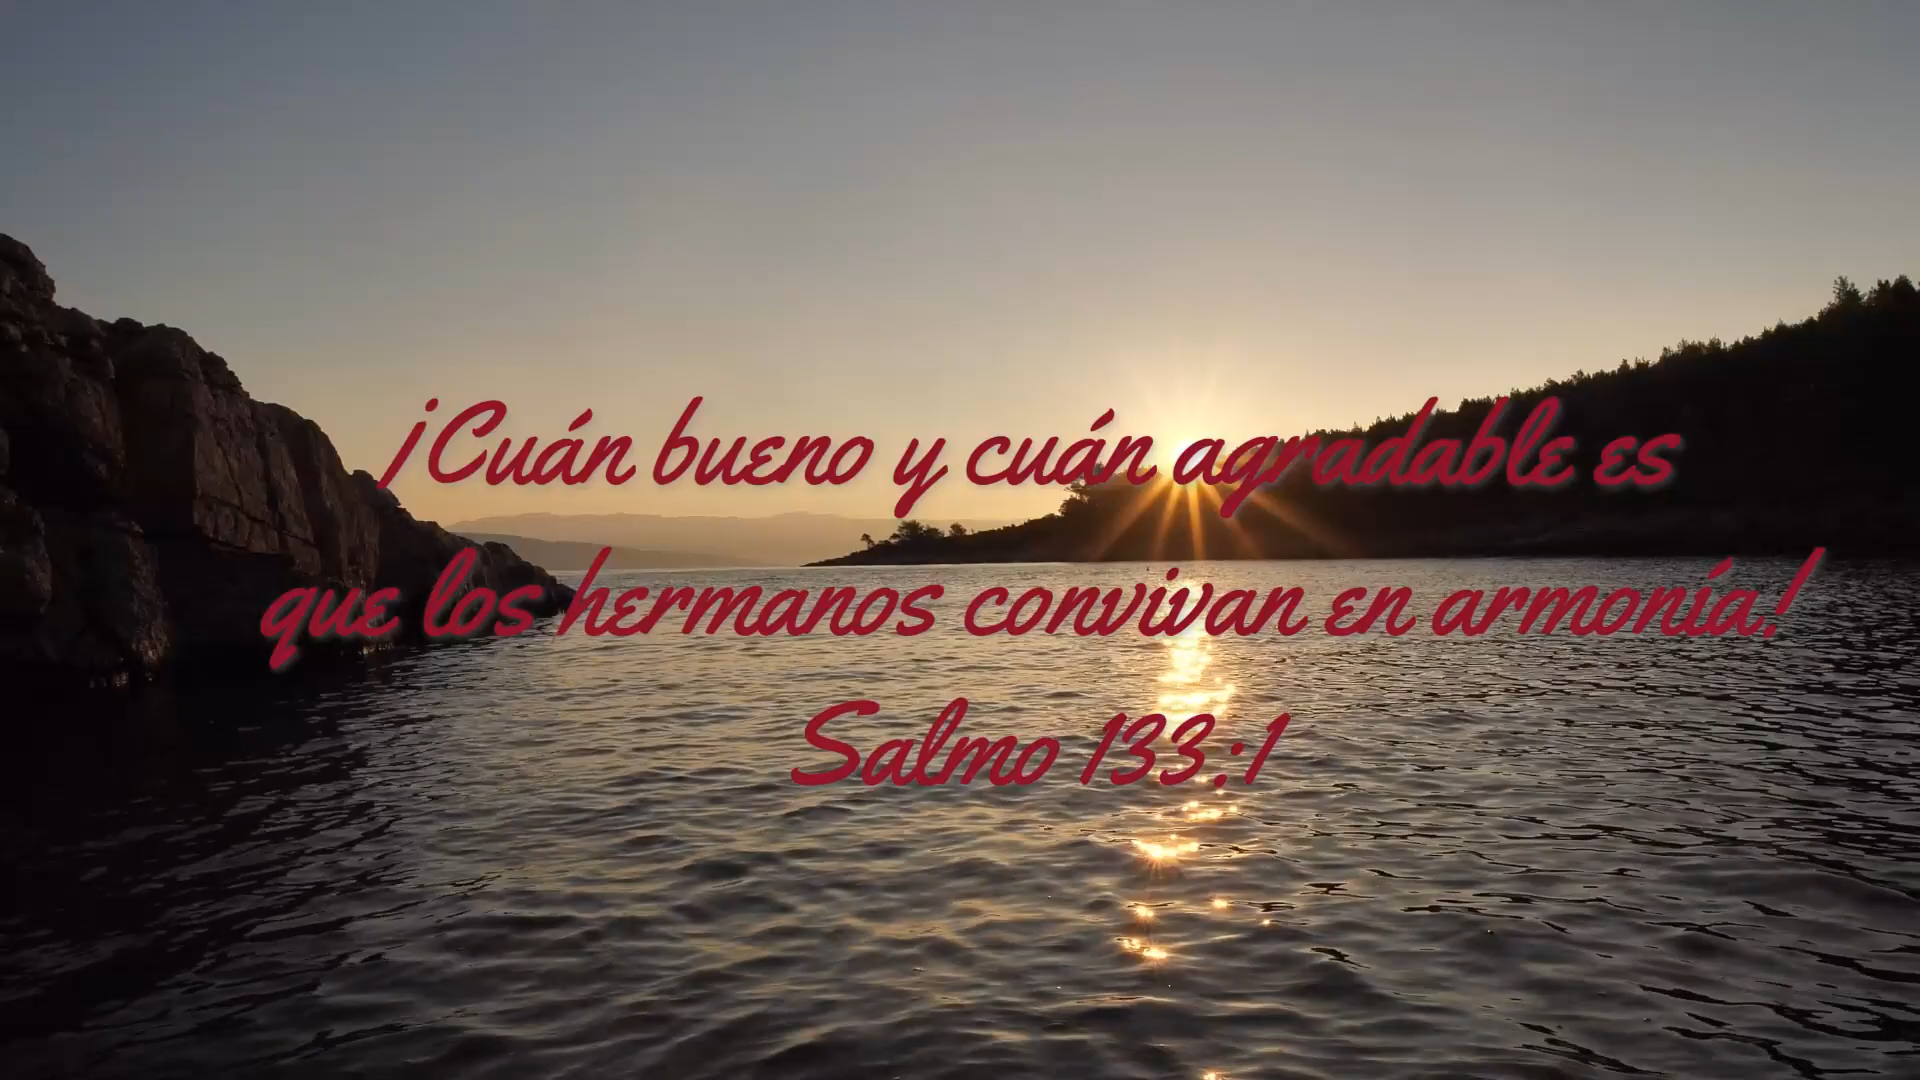 ¡Cuán bueno y cuán agradable es
que los hermanos convivan en armonía!
Salmo 133:1